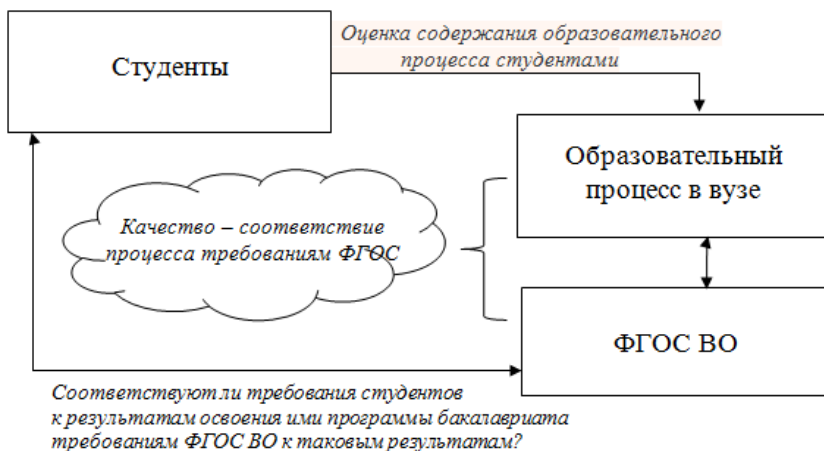 Оценка содержания образовательного
процесса студентами
Студенты
Образовательный
процесс в вузе
Качество – соответствие
процесса требованиям ФГОС
ФГОС ВО
Соответствуют ли требования студентов
к результатам освоения ими программы бакалавриата
требованиям ФГОС ВО к таковым результатам?